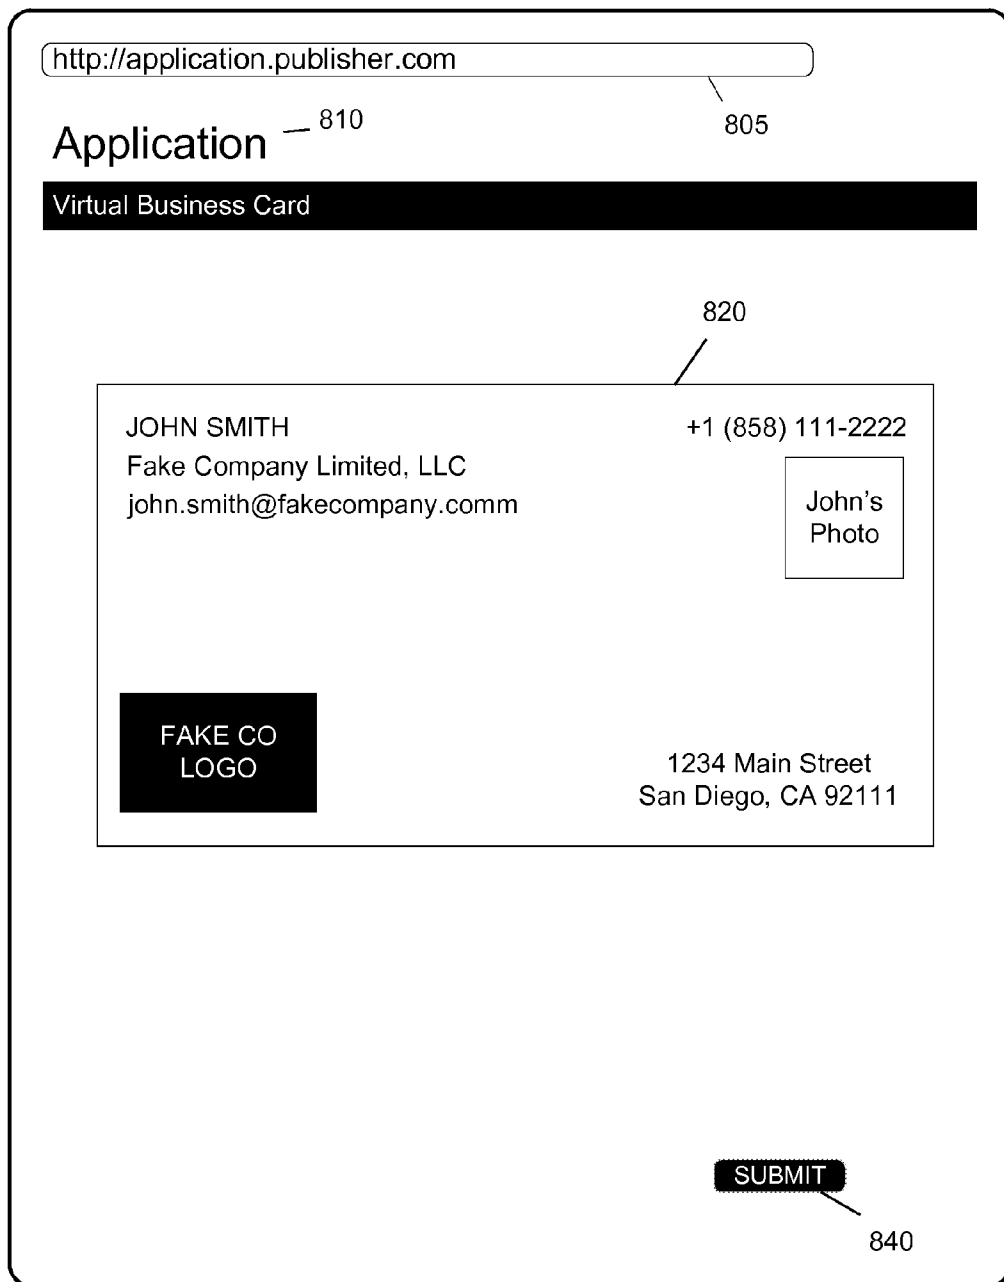 http://application.publisher.com
805
Application
810
Virtual Business Card
820
JOHN SMITH
+1 (858) 111-2222
Fake Company Limited, LLC
john.smith@fakecompany.comm
John's
Photo
FAKE CO
LOGO
1234 Main Street
San Diego, CA 92111
SUBMIT
840